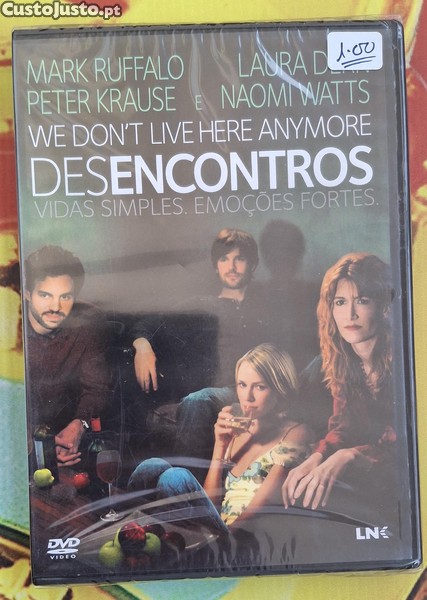 CustoJusto.pt
1.00
MARK RUFFALO LAURA DERN
PETER KRAUSE E NAOMI WATTS
WE DON'T LIVE HERE ANYMORE
DESENCONTROS
VIDAS SIMPLES. EMOÇÕES FORTES.
DVD
VIDEO
LNK